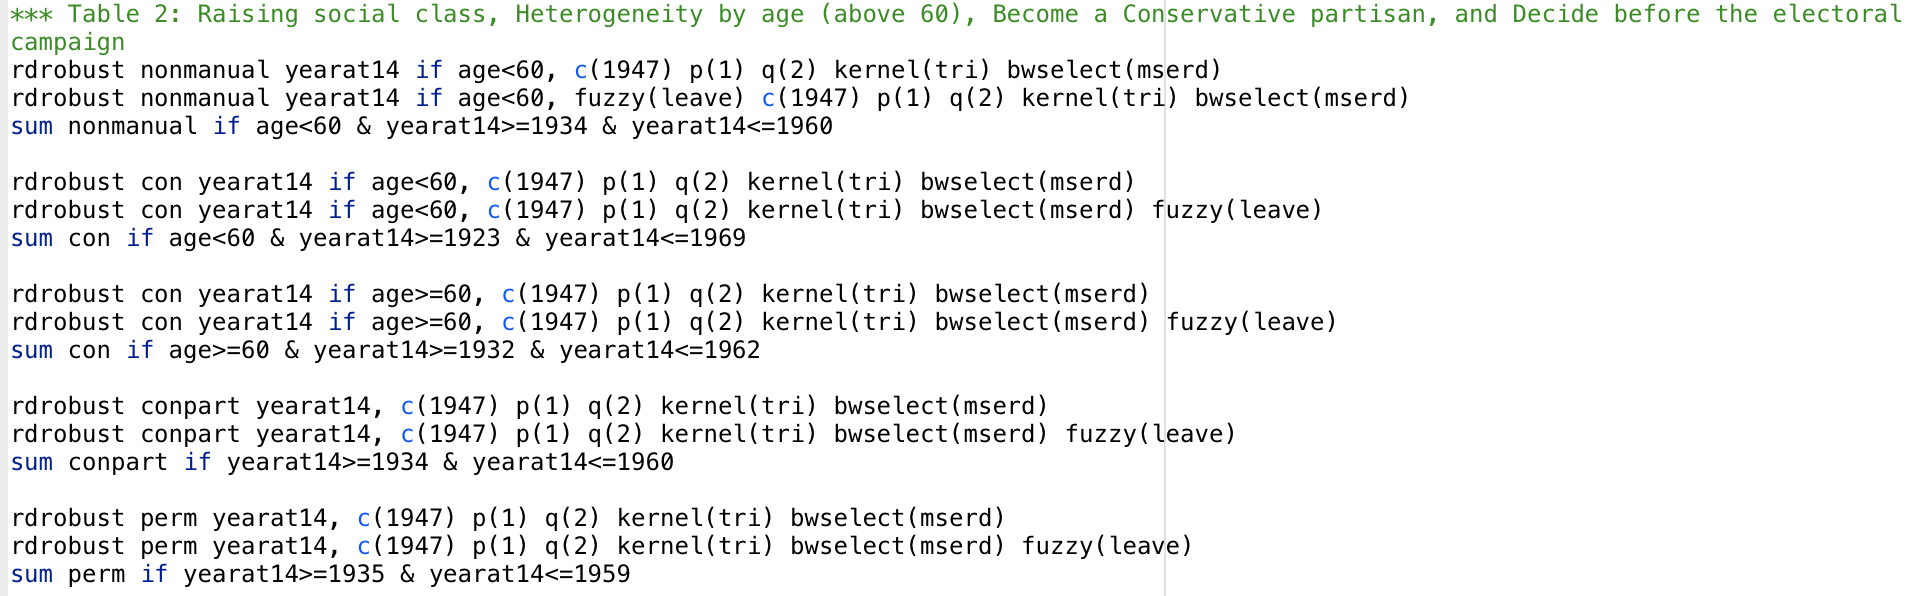 *** Table 2: Raising social class, Heterogeneity by age (above 60), Become a Conservative partisan, and Decide before the electoral
campaign
rdrobust nonmanual yearat14 if age<60, c(1947) p(1) q(2) kernel(tri) bwselect(mserd)
rdrobust nonmanual yearat14 if age<60, fuzzy(leave) c(1947) p(1) q(2) kernel(tri) bwselect(mserd)
sum nonmanual if age<60 & yearat14>=1934 & yearat14<=1960
rdrobust con yearat14 if age<60, c(1947) p(1) q(2) kernel(tri) bwselect(mserd)
rdrobust con yearat14 if age<60, c(1947) p(1) q(2) kernel(tri) bwselect(mserd) fuzzy(leave)
sum con if age<60 & yearat14>=1923 & yearat14<=1969
rdrobust con yearat14 if age>=60, c(1947) p(1) q(2) kernel(tri) bwselect(mserd)
rdrobust con yearat14 if age>=60, c(1947) p(1) q(2) kernel(tri) bwselect(mserd) fuzzy(leave)
sum con if age>=60 & yearat14>=1932 & yearat14<=1962
rdrobust conpart yearat14, c(1947) p(1) q(2) kernel(tri) bwselect(mserd)
rdrobust conpart yearat14, c(1947) p(1) q(2) kernel(tri) bwselect(mserd) fuzzy(leave)
sum conpart if yearat14>=1934 & yearat14<=1960
rdrobust perm yearat14, c(1947) p(1) q(2) kernel(tri) bwselect(mserd)
rdrobust perm yearat14, c(1947) p(1) q(2) kernel(tri) bwselect(mserd) fuzzy(leave)
sum perm if yearat14>=1935 & yearat14<=1959